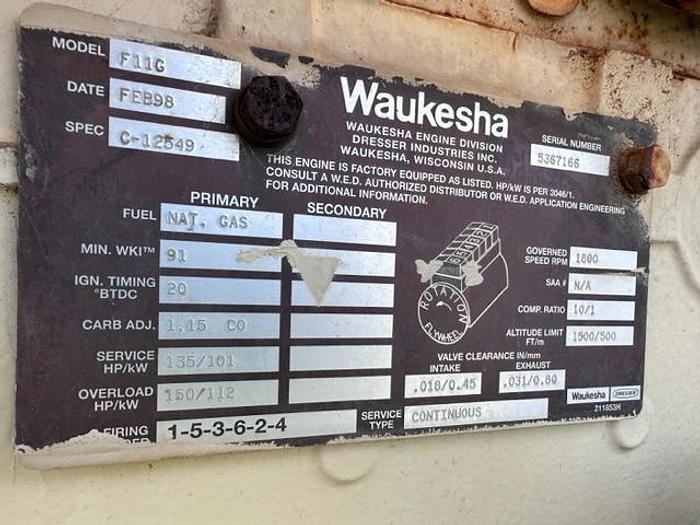 MODEL F11G
DATE FEB98
SPEC C-12549
Waukesha
WAUKESHA ENGINE DIVISION
DRESSER INDUSTRIES INC.
WAUKESHA, WISCONSIN U.S.A.
SERIAL NUMBER
5367166
THIS ENGINE IS FACTORY EQUIPPED AS LISTED. HP/kW IS PER 3046/1.
CONSULT A W.E.D. AUTHORIZED DISTRIBUTOR OR W.E.D. APPLICATION ENGINEERING
FOR ADDITIONAL INFORMATION.
PRIMARY SECONDARY
FUEL NAT. GAS
MIN. WKI™ 91
IGN. TIMING
°BTDC 20
CARB ADJ. 1.15 CO
SERVICE
HP/kW 135/101
OVERLOAD
HP/kW 150/112
FIRING
1-5-3-6-2-4
ROTATION
FLYWHEEL
GOVERNED
SPEED RPM 1800
SAA # N/A
COMP. RATIO 10/1
ALTITUDE LIMIT
FT/m 1500/500
VALVE CLEARANCE IN/mm
INTAKE EXHAUST
.018/0.45 .031/0.80
SERVICE
TYPE CONTINUOUS
Waukesha DRESSER
211853H